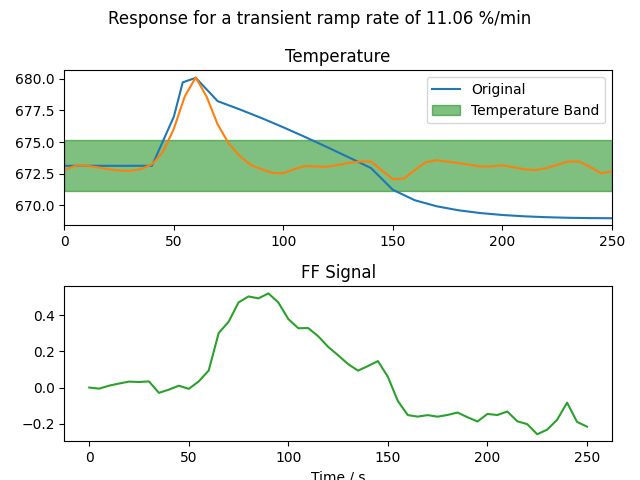 Response for a transient ramp rate of 11.06 %/min
Temperature
680.0
677.5
675.0
672.5
670.0
Original
Temperature Band
0 50 100 150 200 250
FF Signal
0.4
0.2
0.0
−0.2
0 50 100 150 200 250
Time / s